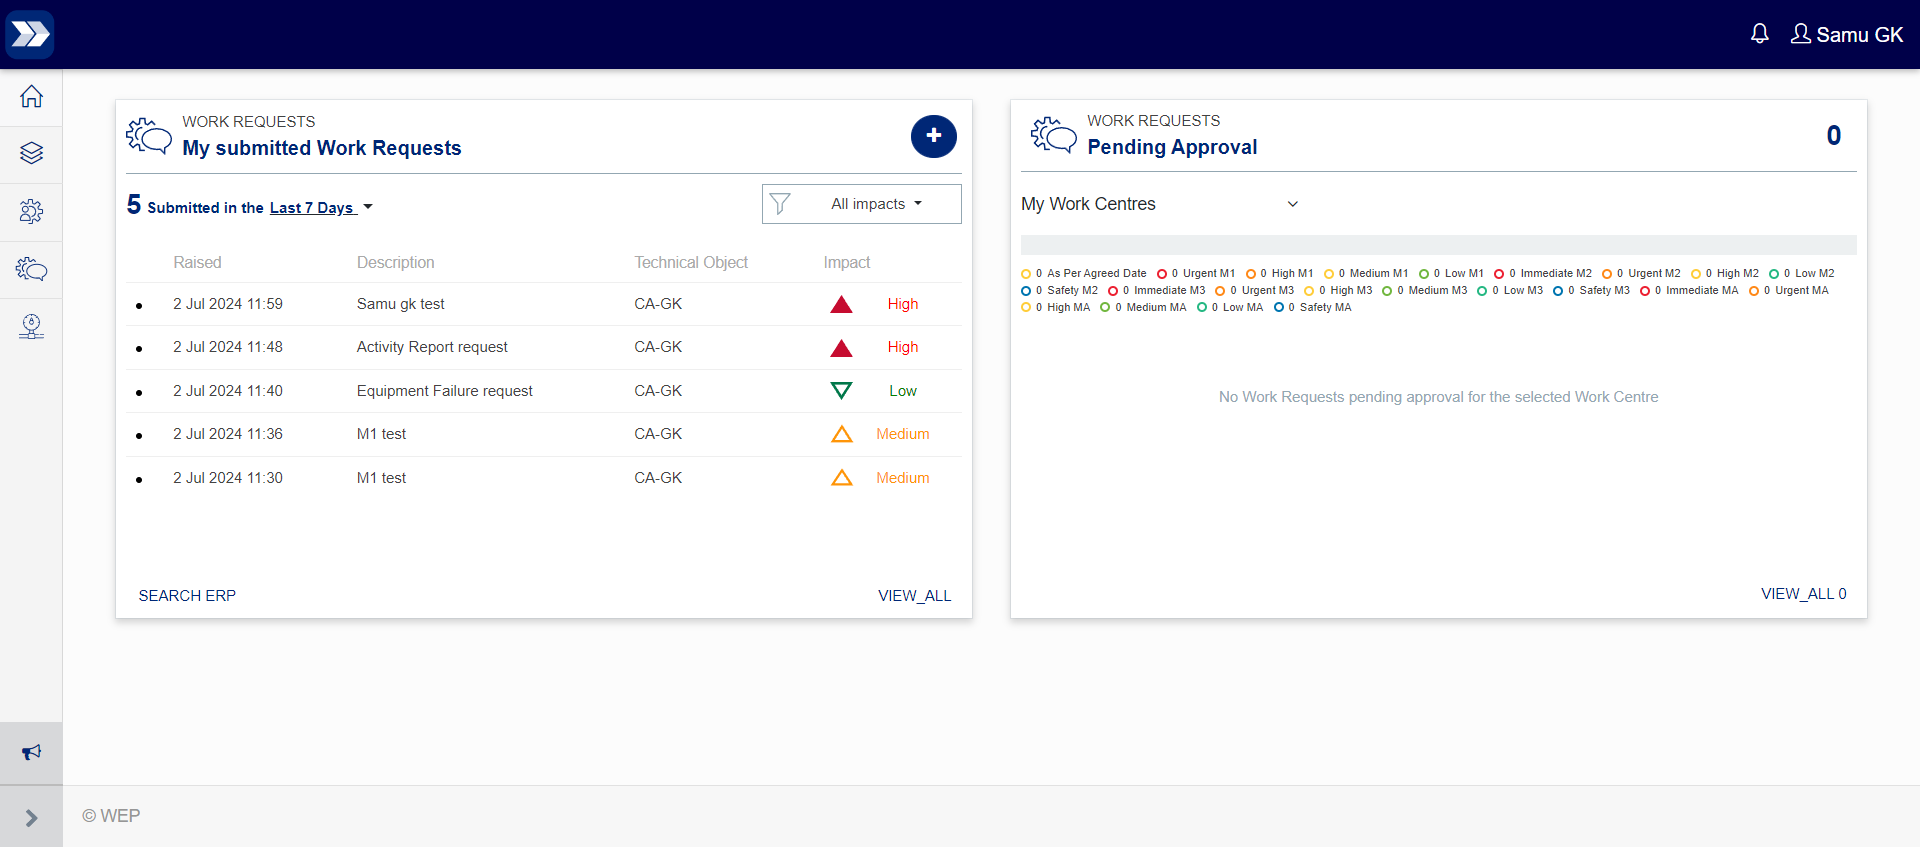 Samu GK
WORK REQUESTS
My submitted Work Requests
5 Submitted in the Last 7 Days
All impacts
Raised Description Technical Object Impact
2 Jul 2024 11:59 Samu gk test CA-GK High
2 Jul 2024 11:48 Activity Report request CA-GK High
2 Jul 2024 11:40 Equipment Failure request CA-GK Low
2 Jul 2024 11:36 M1 test CA-GK Medium
2 Jul 2024 11:30 M1 test CA-GK Medium
SEARCH ERP VIEW_ALL
WORK REQUESTS
Pending Approval
0
My Work Centres
0 As Per Agreed Date 0 Urgent M1 0 High M1 0 Medium M1 0 Low M1 0 Immediate M2 0 Urgent M2 0 High M2 0 Low M2
0 Safety M2 0 Immediate M3 0 Urgent M3 0 High M3 0 Medium M3 0 Low M3 0 Safety M3 0 Immediate MA 0 Urgent MA
0 High MA 0 Medium MA 0 Low MA 0 Safety MA
No Work Requests pending approval for the selected Work Centre
VIEW_ALL 0
© WEP